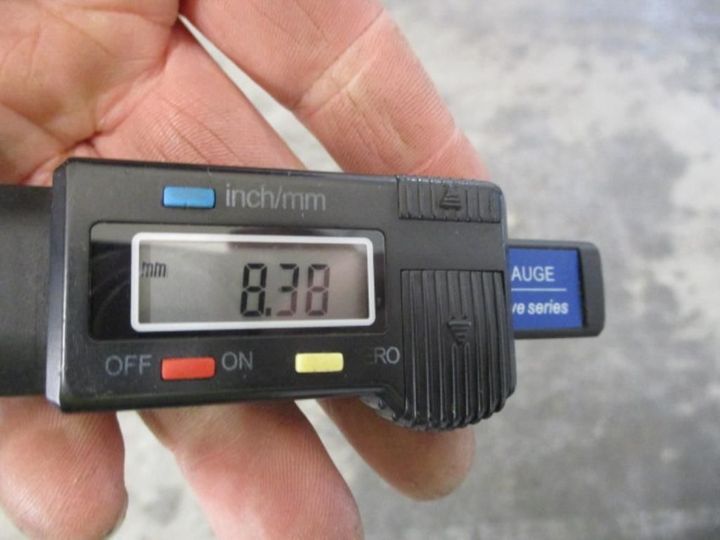 inch/mm
mm 8.38
OFF ON RO
AUGE
ve series